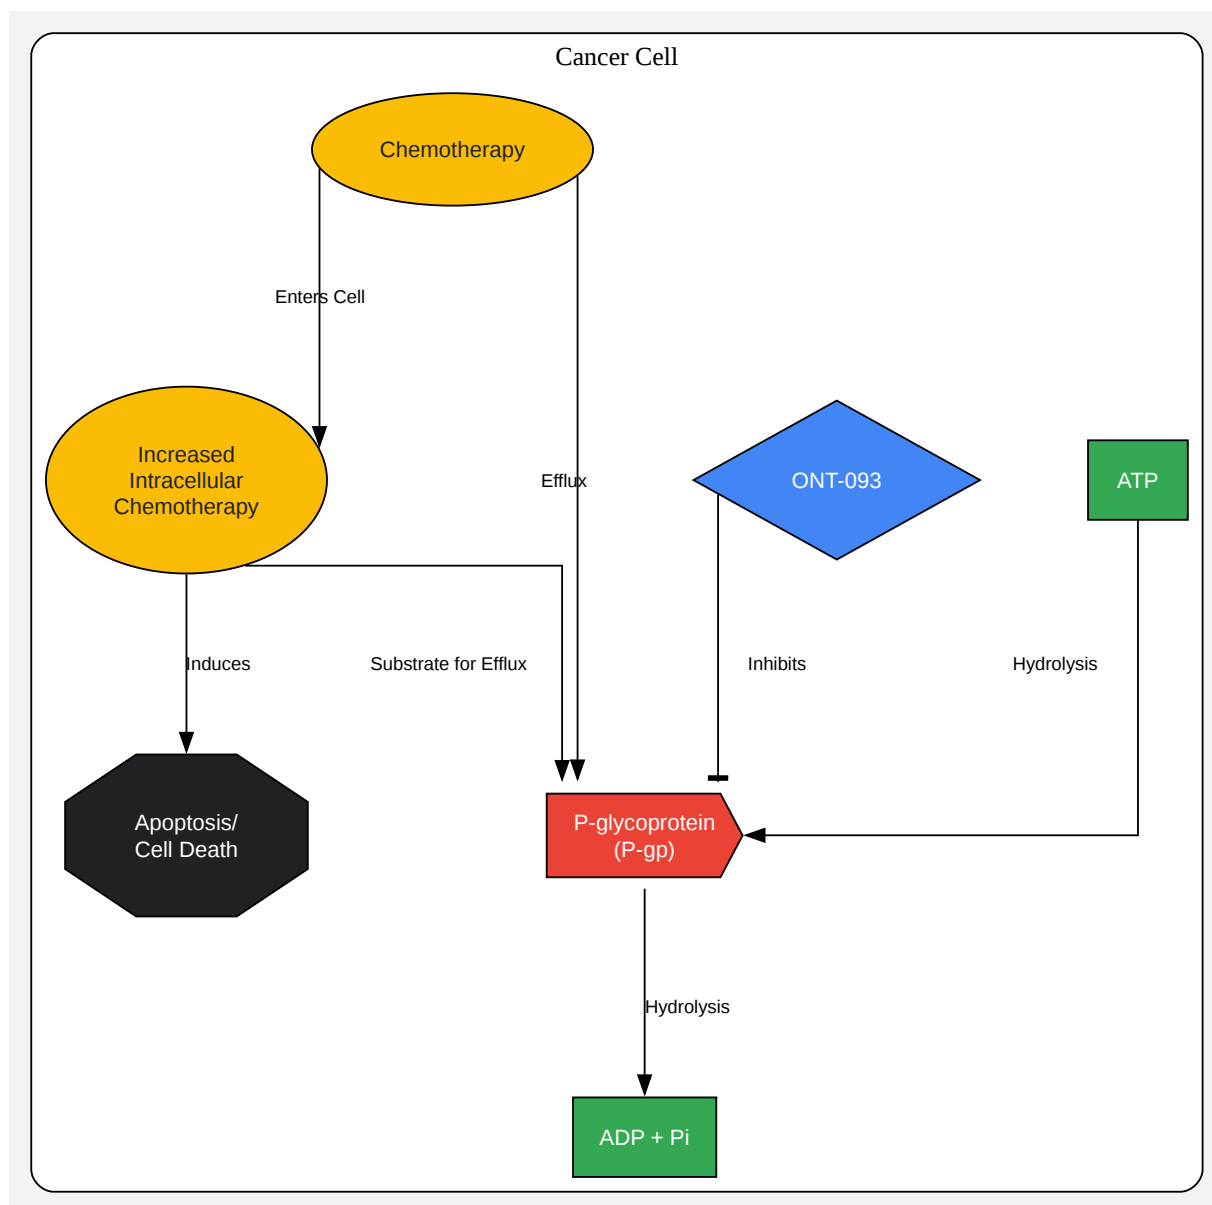 Cancer Cell
Chemotherapy
Enters Cell
Increased
Intracellular
Chemotherapy
Efflux
ONT-093
ATP
Induces
Substrate for Efflux
Inhibits
Hydrolysis
Apoptosis/
Cell Death
P-glycoprotein
(P-gp)
Hydrolysis
ADP + Pi